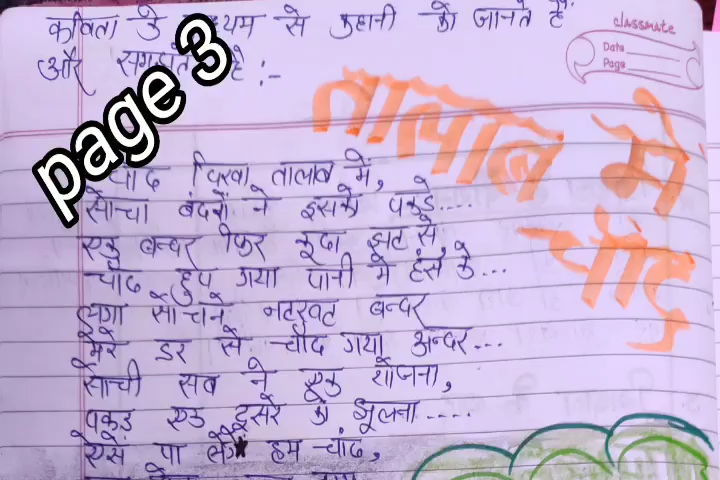 कविता के ध्यम से कहानी को जानते हैं
classmate
Date
Page
और समझते है :-
page 3
तालाब मे
चाँद
चाँद दिखा तालाब में,
सोचा बंदरों ने इसको पकड़े....
एक बन्दर फिर कूदा झट से,
चाँद छुप गया पानी मे हंस के...
लगा सोचने नटखट बन्दर
मेरे डर से चाँद गया अन्दर...
सोची सब ने एक योजना,
पकड़ एक दूसरे को झूलना....
ऐसे पा लेंगे हम चाँद,